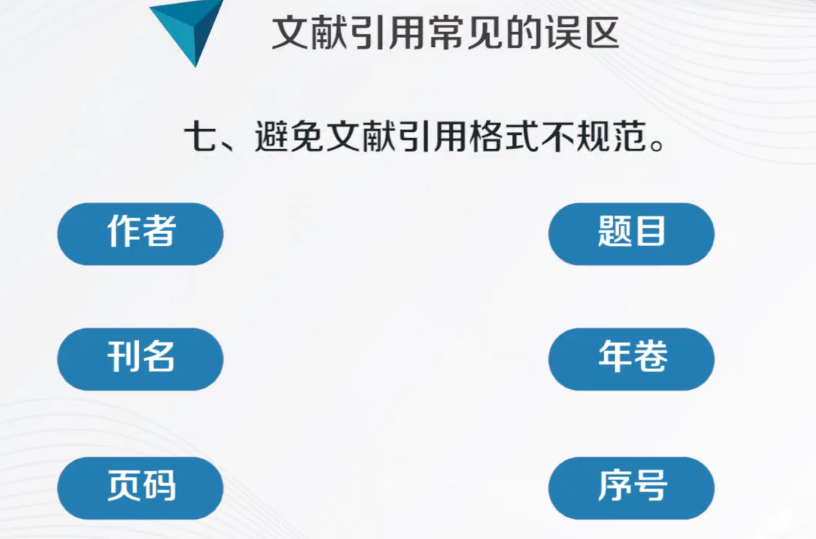 文献引用常见的误区
七、避免文献引用格式不规范。
作者
题目
刊名
年卷
页码
序号